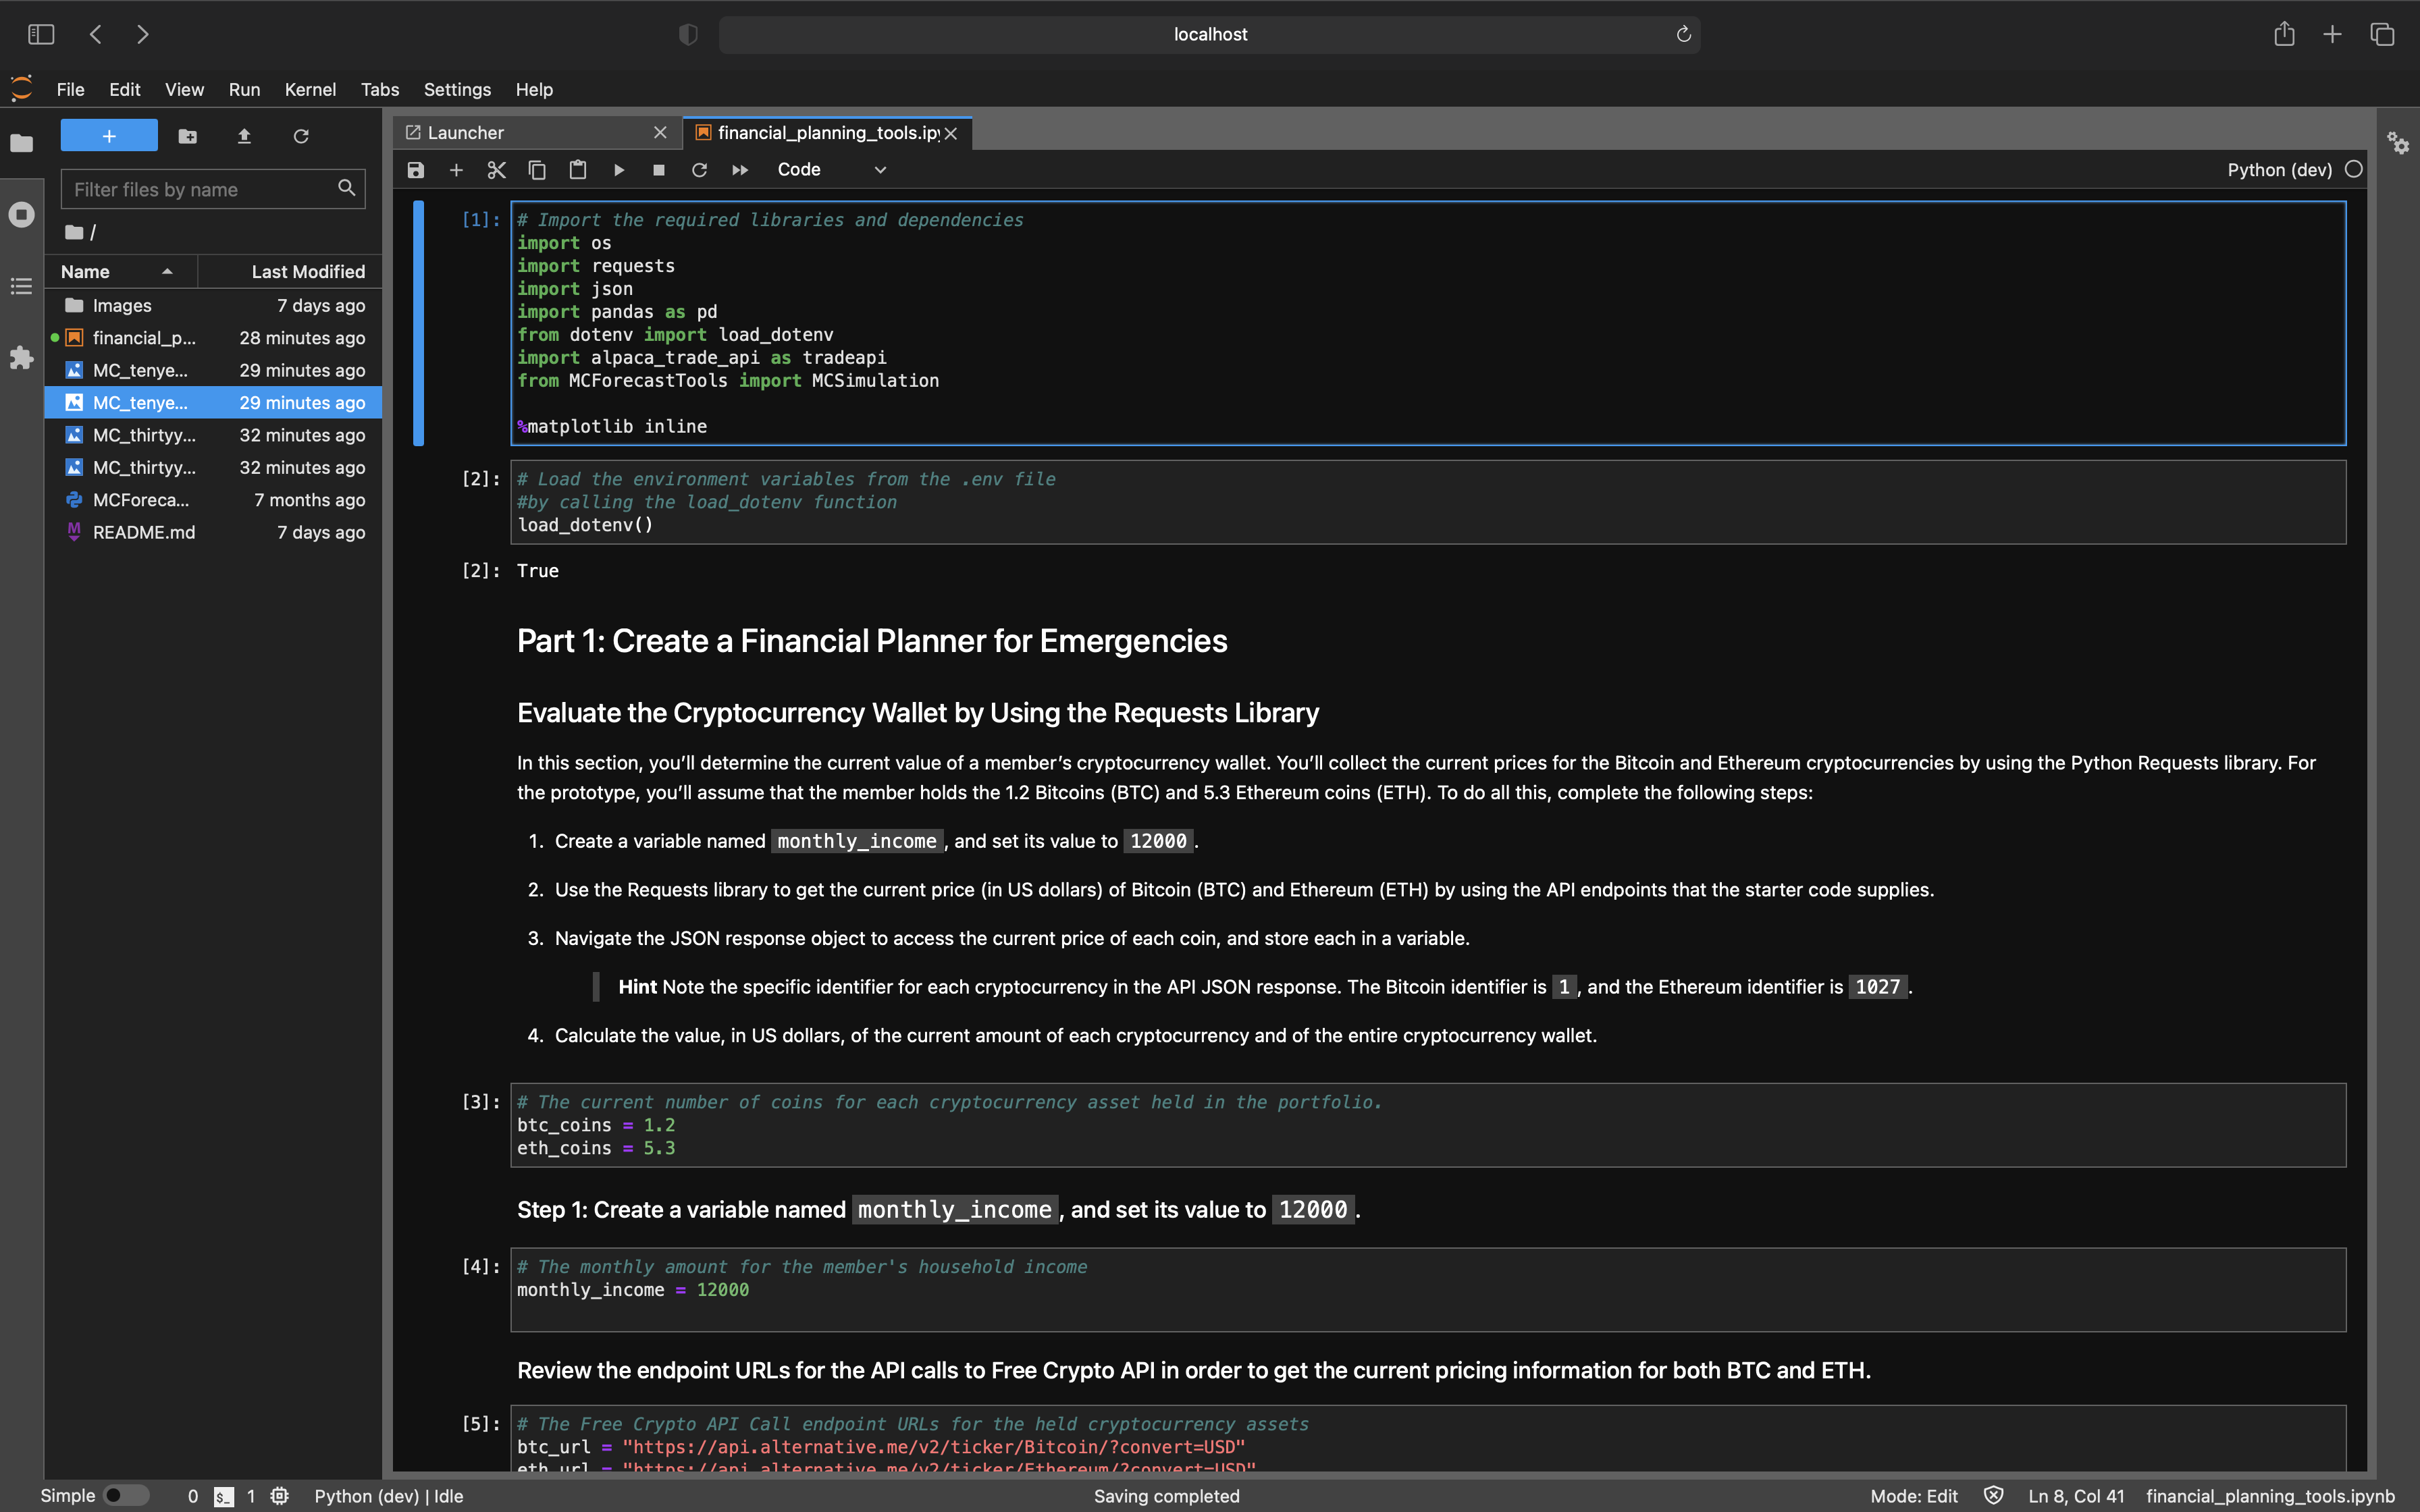 localhost
File Edit View Run Kernel Tabs Settings Help
+
Filter files by name
/
Name Last Modified
Images 7 days ago
financial_p... 28 minutes ago
MC_tenye... 29 minutes ago
MC_tenye... 29 minutes ago
MC_thirtyy... 32 minutes ago
MC_thirtyy... 32 minutes ago
MCForeca... 7 months ago
README.md 7 days ago
Launcher
financial_planning_tools.ipy
Code
Python (dev)
[1]: # Import the required libraries and dependencies
import os
import requests
import json
import pandas as pd
from dotenv import load_dotenv
import alpaca_trade_api as tradeapi
from MCForecastTools import MCSimulation
%matplotlib inline
[2]: # Load the environment variables from the .env file
#by calling the load_dotenv function
load_dotenv()
[2]: True
Part 1: Create a Financial Planner for Emergencies
Evaluate the Cryptocurrency Wallet by Using the Requests Library
In this section, you’ll determine the current value of a member’s cryptocurrency wallet. You’ll collect the current prices for the Bitcoin and Ethereum cryptocurrencies by using the Python Requests library. For
the prototype, you’ll assume that the member holds the 1.2 Bitcoins (BTC) and 5.3 Ethereum coins (ETH). To do all this, complete the following steps:
1. Create a variable named monthly_income , and set its value to 12000 .
2. Use the Requests library to get the current price (in US dollars) of Bitcoin (BTC) and Ethereum (ETH) by using the API endpoints that the starter code supplies.
3. Navigate the JSON response object to access the current price of each coin, and store each in a variable.
Hint Note the specific identifier for each cryptocurrency in the API JSON response. The Bitcoin identifier is 1 , and the Ethereum identifier is 1027 .
4. Calculate the value, in US dollars, of the current amount of each cryptocurrency and of the entire cryptocurrency wallet.
[3]: # The current number of coins for each cryptocurrency asset held in the portfolio.
btc_coins = 1.2
eth_coins = 5.3
Step 1: Create a variable named monthly_income , and set its value to 12000 .
[4]: # The monthly amount for the member's household income
monthly_income = 12000
Review the endpoint URLs for the API calls to Free Crypto API in order to get the current pricing information for both BTC and ETH.
[5]: # The Free Crypto API Call endpoint URLs for the held cryptocurrency assets
btc_url = "https://api.alternative.me/v2/ticker/Bitcoin/?convert=USD"
eth_url = "https://api.alternative.me/v2/ticker/Ethereum/?convert=USD"
Simple 0 $_ 1 Python (dev) | Idle Saving completed Mode: Edit Ln 8, Col 41 financial_planning_tools.ipynb